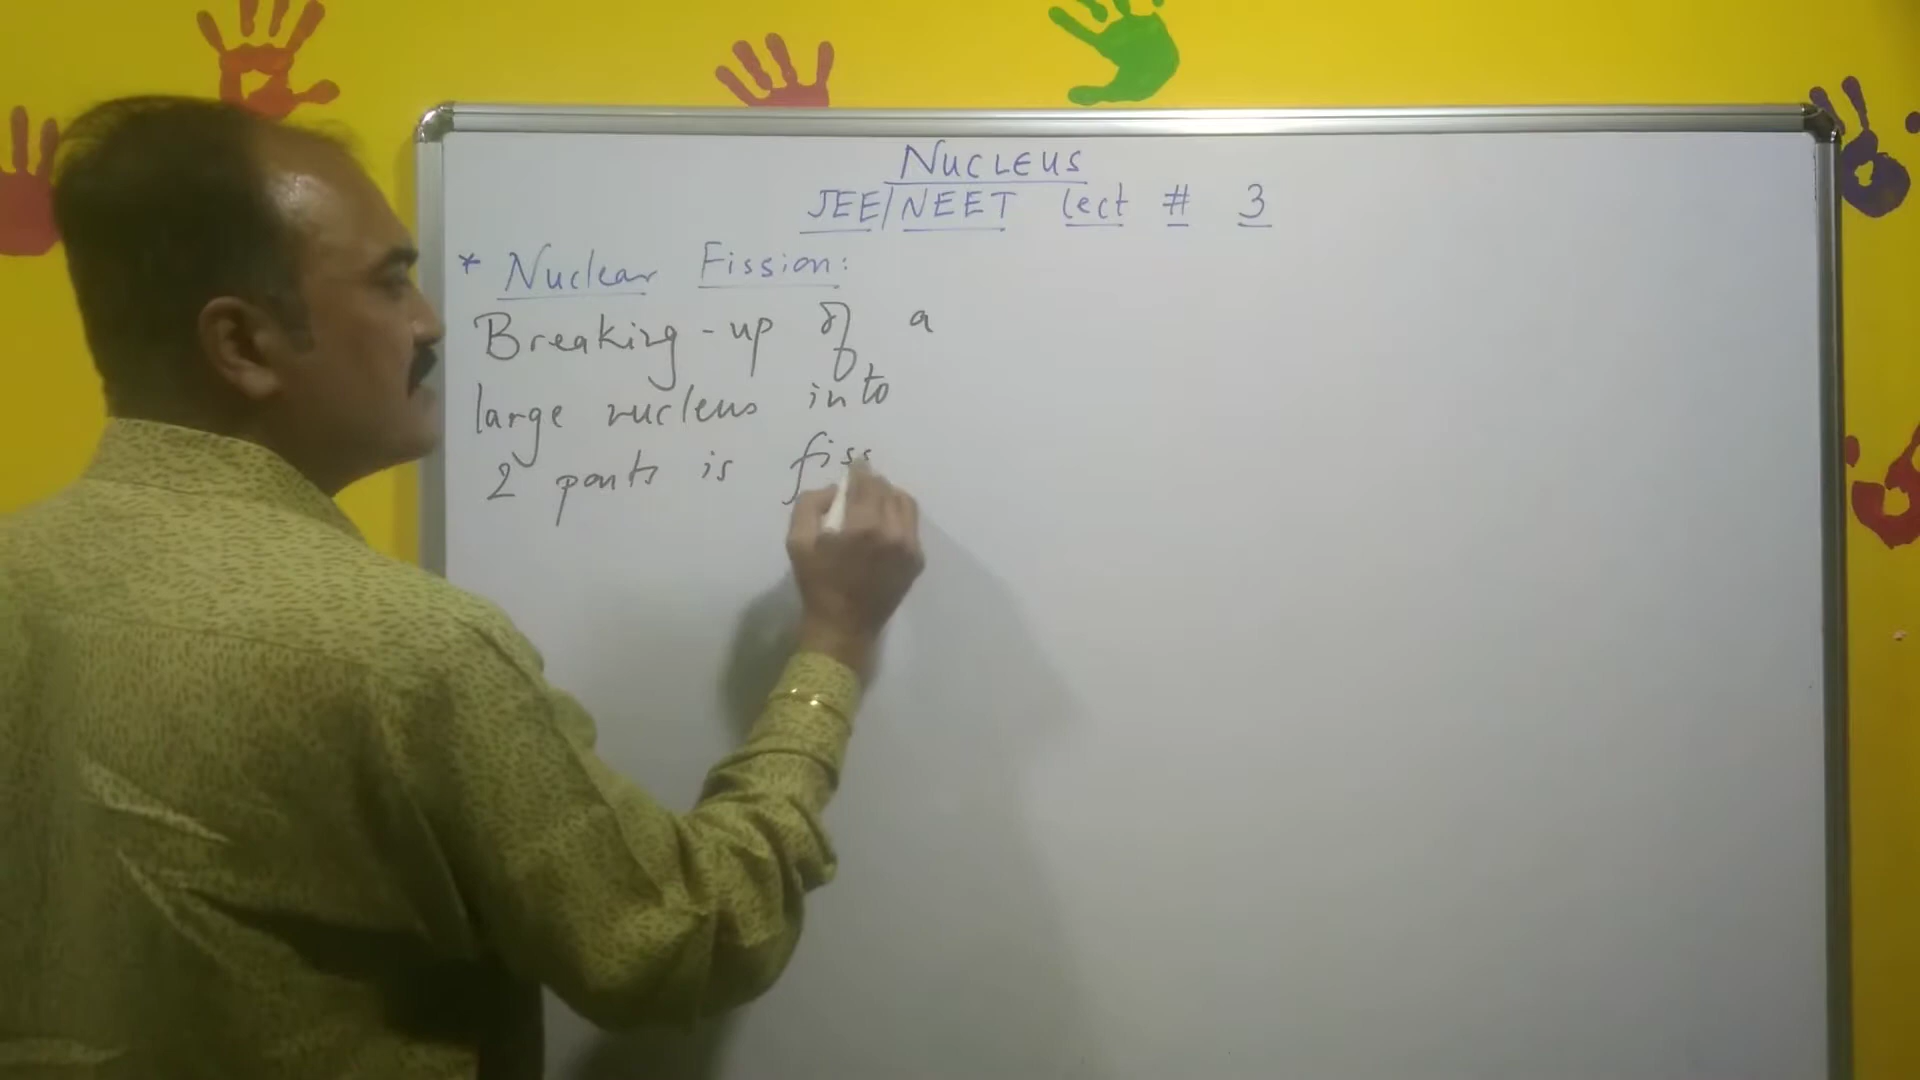 NUCLEUS
JEE/NEET Lect # 3
* Nuclear Fission:
Breaking-up of a
large nucleus into
2 parts is fiss